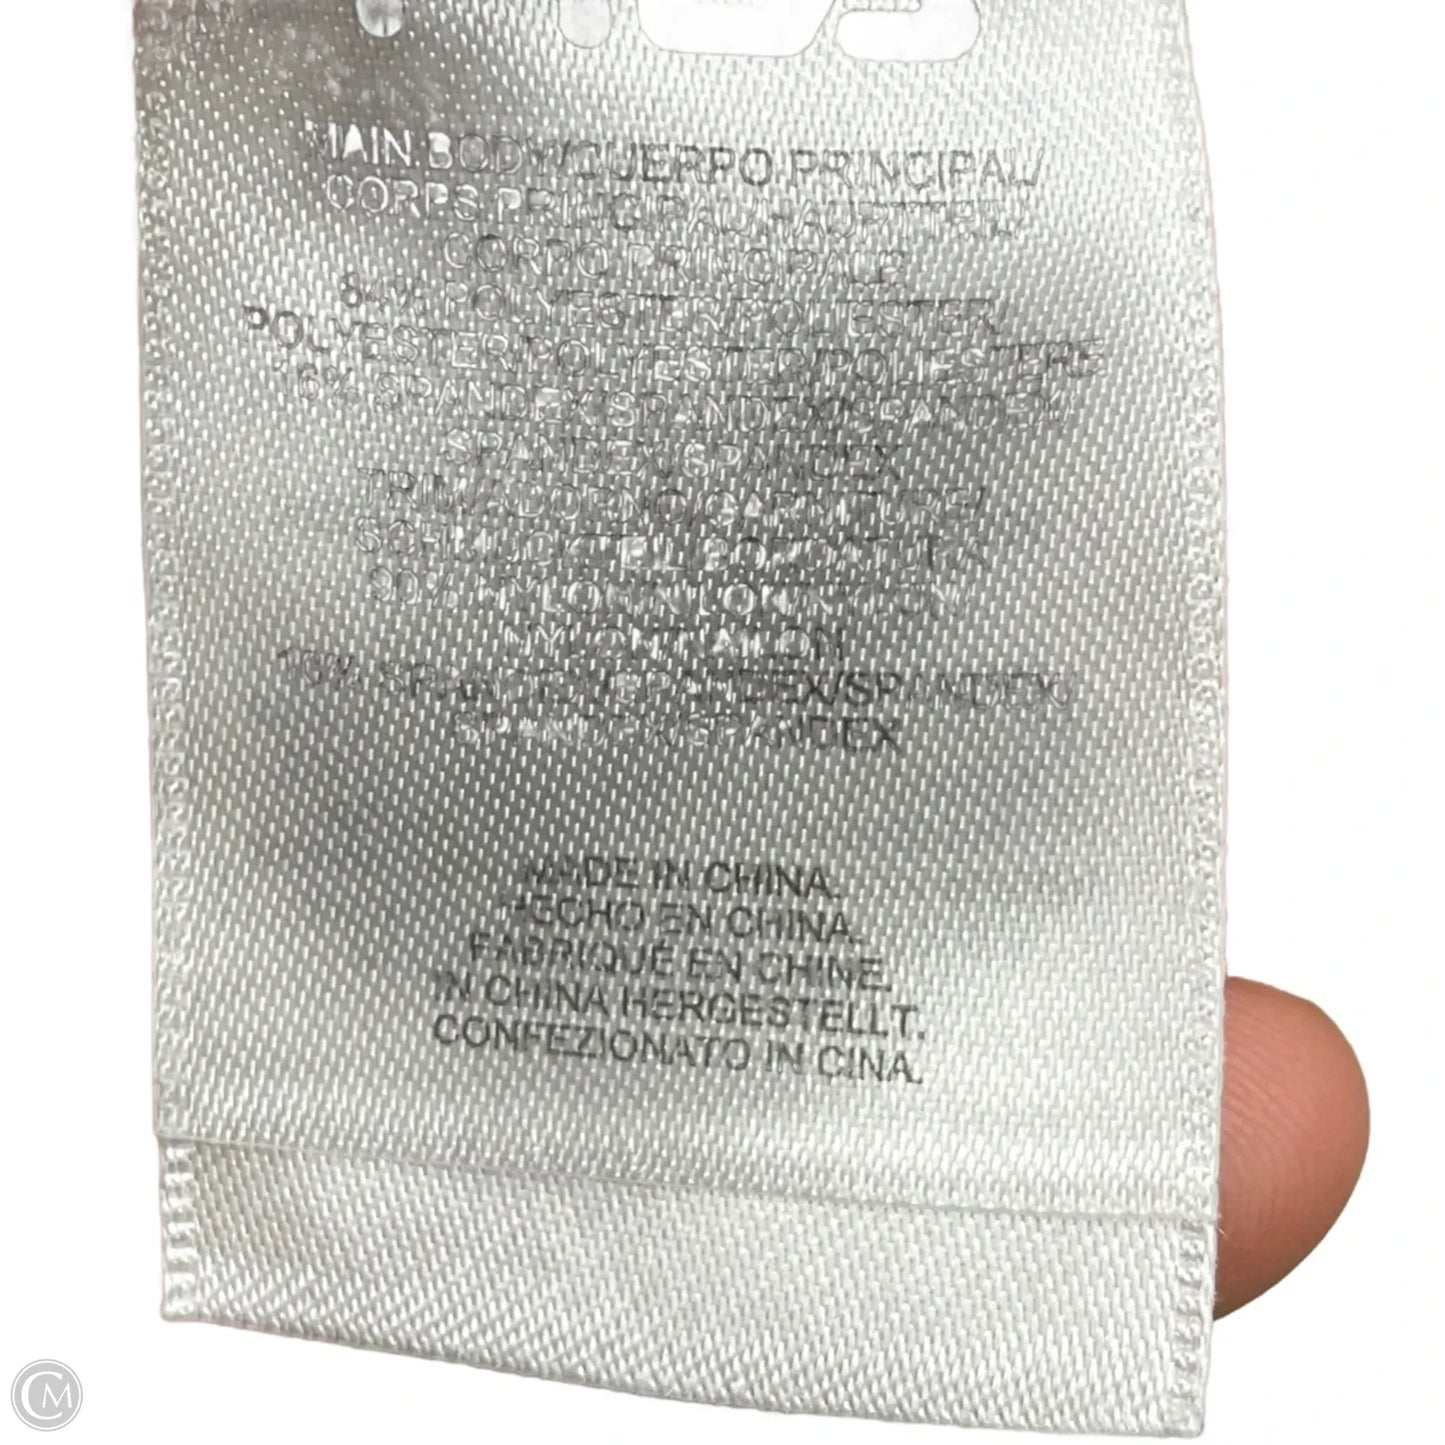 MAIN BODY/CUERPO PRINCIPAL/
CORPS PRINCIPAL/HAUPTTEIL/
CORPO PRINCIPALE
84% POLYESTER/POLIESTER
POLYESTER/POLYESTER/POLIESTERE
16% SPANDEX/SPANDEX/SPANDEX/
SPANDEX/SPANDEX
TRIM/ADORNO/GARNITURE/
SCHMUCKTEIL/
90% NYLON/NILON/NYLON/
NYLON/NAILON
10% SPANDEX/SPANDEX/SPANDEX/
SPANDEX/SPANDEX
MADE IN CHINA.
HECHO EN CHINA.
FABRIQUÉ EN CHINE.
IN CHINA HERGESTELLT.
CONFEZIONATO IN CINA.
CM